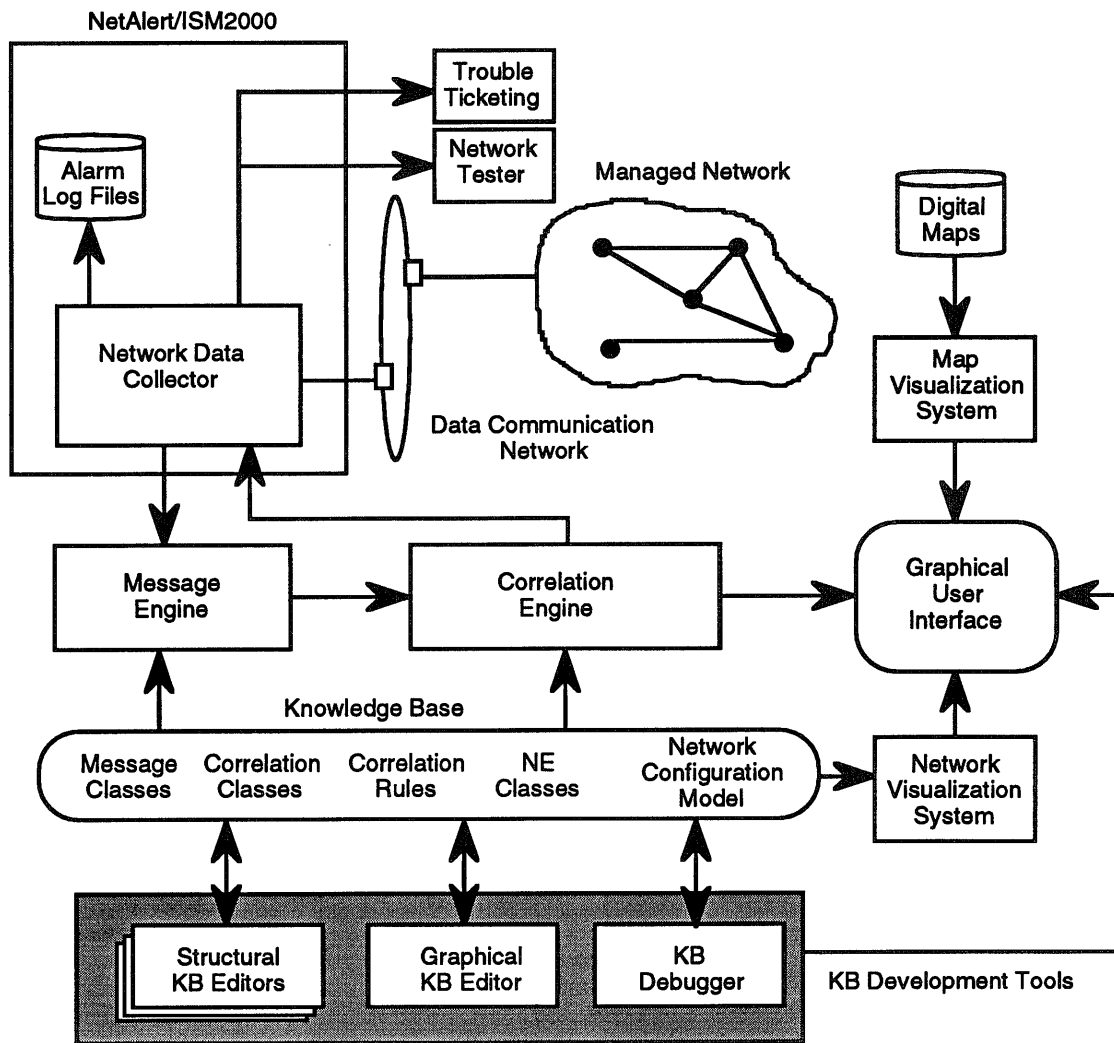 NetAlert/ISM2000
Trouble
Ticketing
Network
Tester
Alarm
Log Files
Managed Network
Digital
Maps
Network Data
Collector
Map
Visualization
System
Data Communication
Network
Message
Engine
Correlation
Engine
Graphical
User
Interface
Knowledge Base
Message
Classes
Correlation
Classes
Correlation
Rules
NE
Classes
Network
Configuration
Model
Network
Visualization
System
Structural
KB Editors
Graphical
KB Editor
KB
Debugger
KB Development Tools